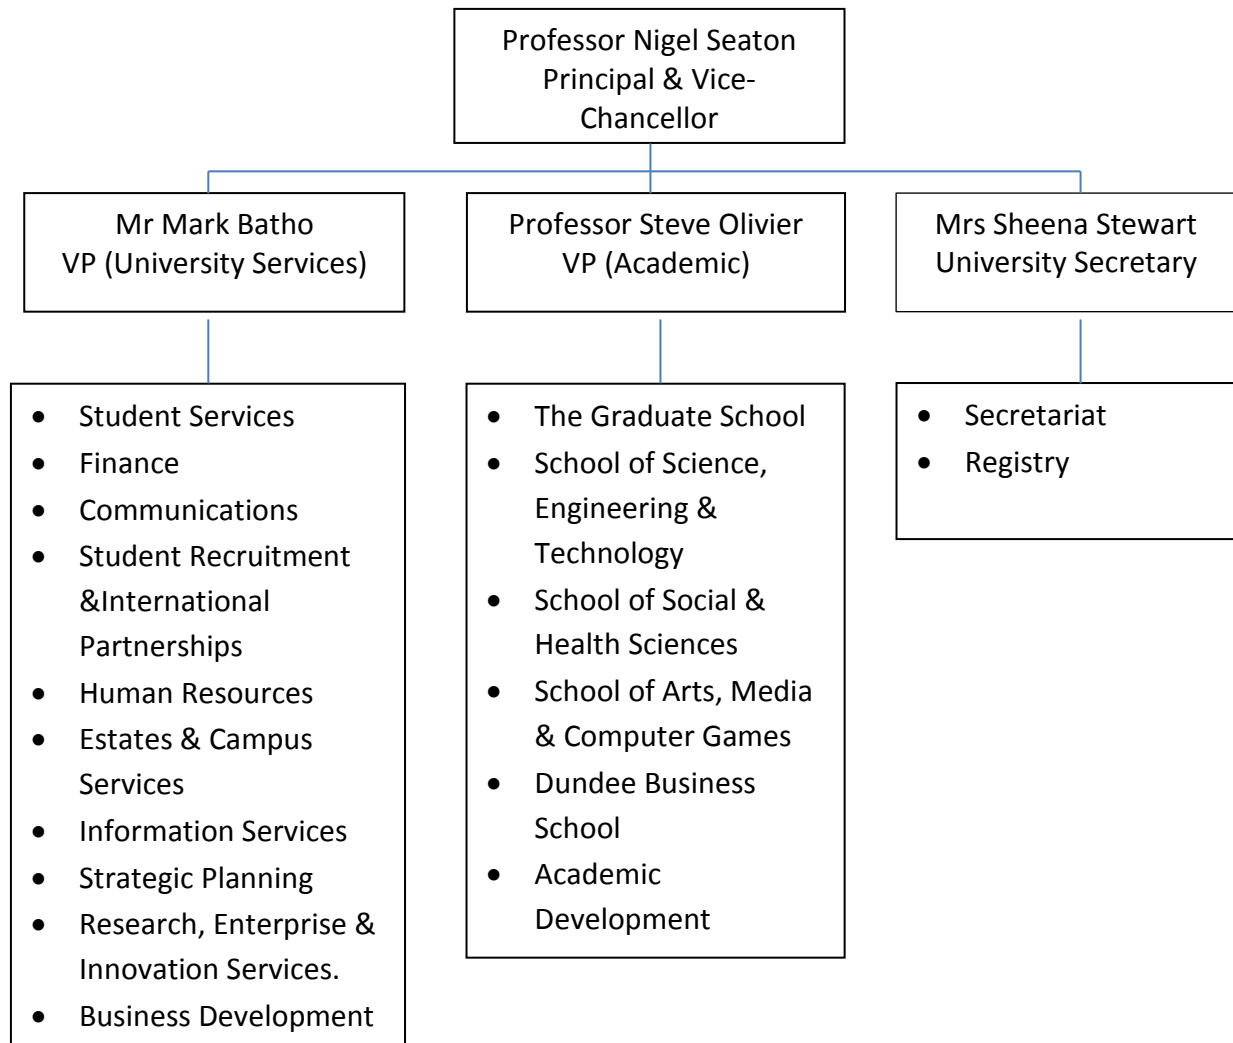 Professor Nigel Seaton
Principal & Vice-
Chancellor
Mr Mark Batho
VP (University Services)
Professor Steve Olivier
VP (Academic)
Mrs Sheena Stewart
University Secretary
• Student Services
• Finance
• Communications
• Student Recruitment
&International
Partnerships
• Human Resources
• Estates & Campus
Services
• Information Services
• Strategic Planning
• Research, Enterprise &
Innovation Services.
• Business Development
• The Graduate School
• School of Science,
Engineering &
Technology
• School of Social &
Health Sciences
• School of Arts, Media
& Computer Games
• Dundee Business
School
• Academic
Development
• Secretariat
• Registry